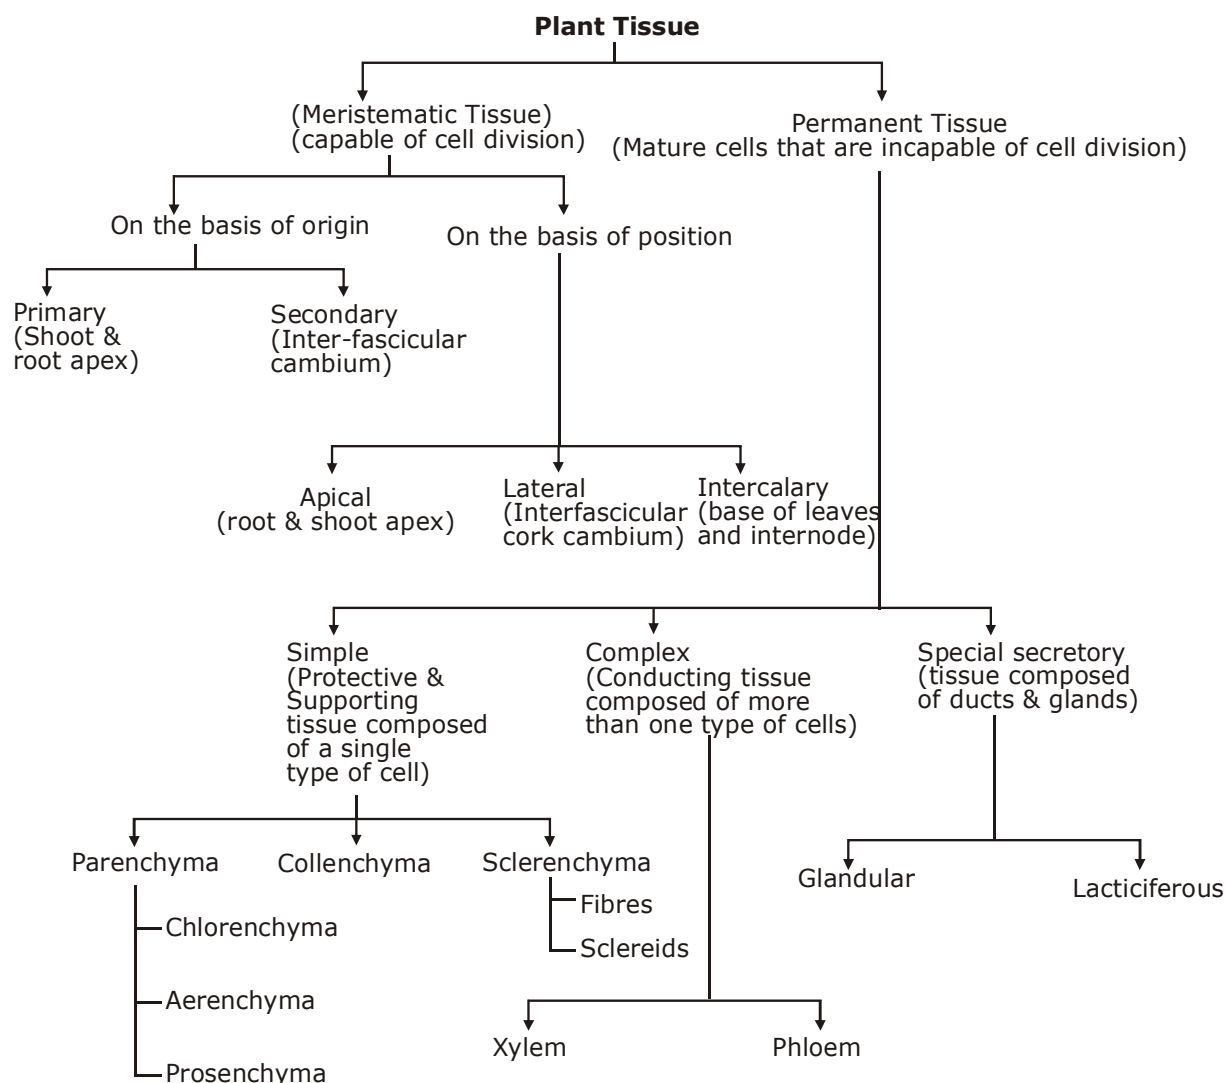 Plant Tissue
(Meristematic Tissue)
(capable of cell division)
Permanent Tissue
(Mature cells that are incapable of cell division)
On the basis of origin
On the basis of position
Primary
(Shoot &
root apex)
Secondary
(Inter-fascicular
cambium)
Apical
(root & shoot apex)
Lateral
(Interfascicular
cork cambium)
Intercalary
(base of leaves
and internode)
Simple
(Protective &
Supporting
tissue composed
of a single
type of cell)
Complex
(Conducting tissue
composed of more
than one type of cells)
Special secretory
(tissue composed
of ducts & glands)
Parenchyma
Collenchyma
Sclerenchyma
Glandular
Lacticiferous
Fibres
Sclereids
Chlorenchyma
Aerenchyma
Prosenchyma
Xylem
Phloem